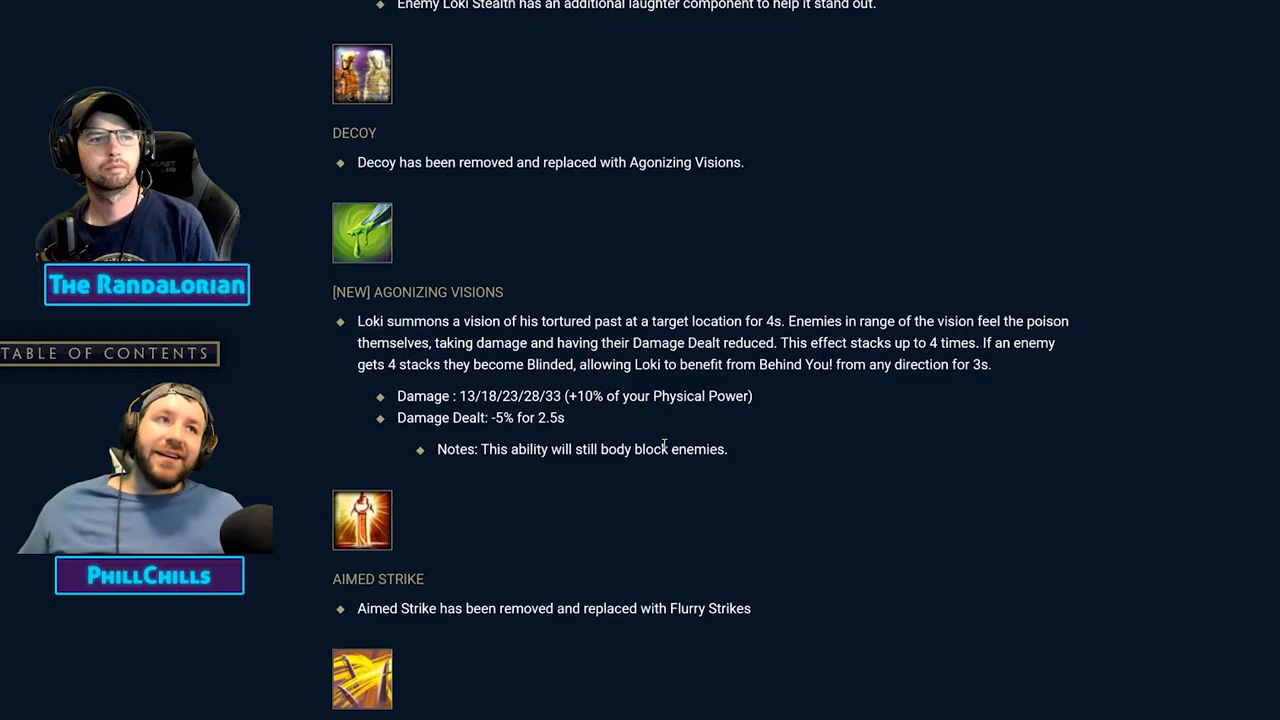 Enemy Loki Stealth has an additional laughter component to help it stand out.
DECOY
Decoy has been removed and replaced with Agonizing Visions.
The Randalorian
[NEW] AGONIZING VISIONS
Loki summons a vision of his tortured past at a target location for 4s. Enemies in range of the vision feel the poison
themselves, taking damage and having their Damage Dealt reduced. This effect stacks up to 4 times. If an enemy
gets 4 stacks they become Blinded, allowing Loki to benefit from Behind You! from any direction for 3s.
TABLE OF CONTENTS
Damage : 13/18/23/28/33 (+10% of your Physical Power)
Damage Dealt: -5% for 2.5s
Notes: This ability will still body block enemies.
PhillChills
AIMED STRIKE
Aimed Strike has been removed and replaced with Flurry Strikes